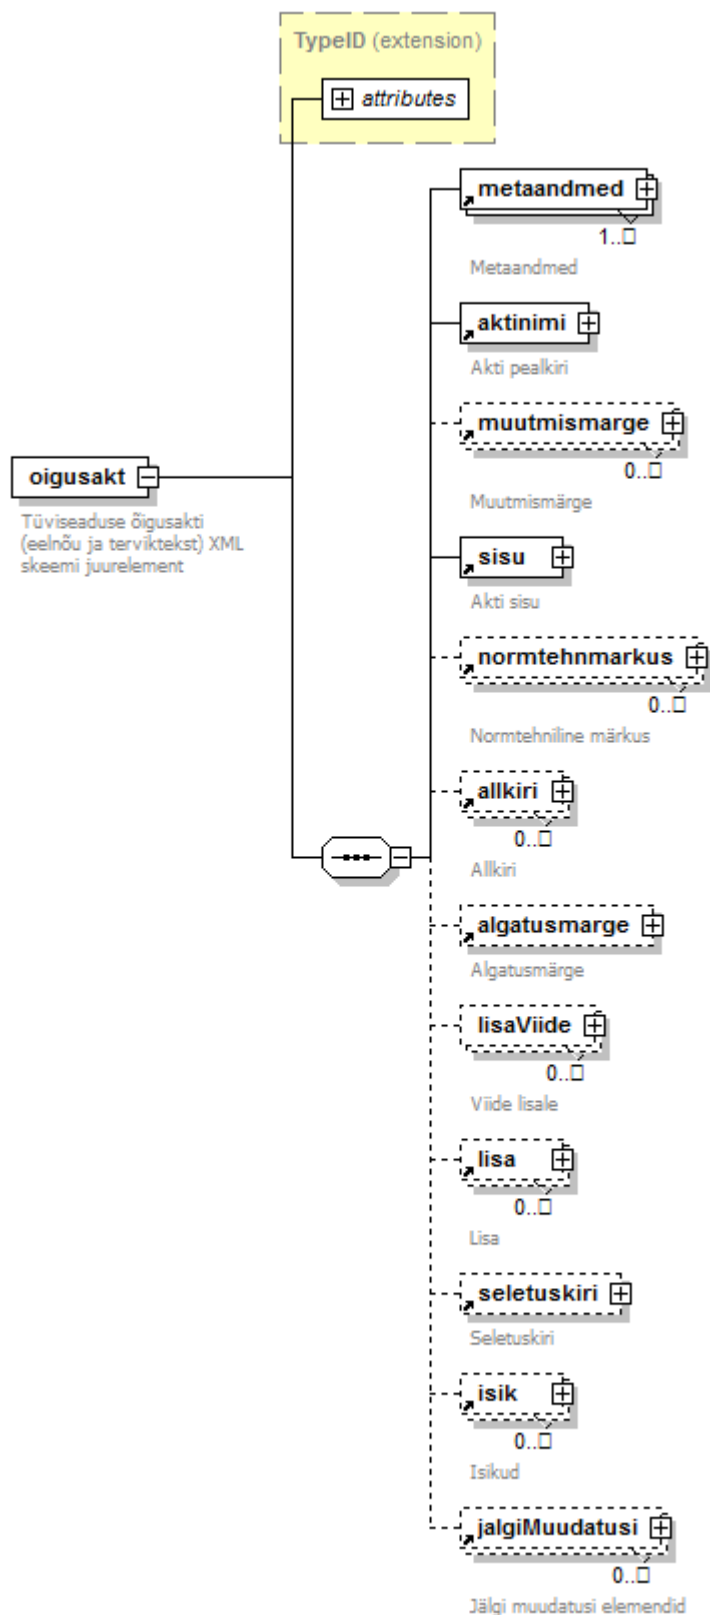 TypeID (extension)
attributes
metaandmed
1..□
Metaandmed
aktinimi
Akti pealkiri
muutmismarge
0..□
Muutmismärge
oigusakt
Tüviseaduse õigusakti
(eelnõu ja terviktekst) XML
skeemi juurelement
sisu
Akti sisu
normtehnmarkus
0..□
Normtehniline märkus
allkiri
0..□
Allkiri
algatusmarge
Algatusmärge
lisaViide
0..□
Viide lisale
lisa
0..□
Lisa
seletuskiri
Seletuskiri
isik
0..□
Isikud
jalgiMuudatusi
0..□
Jälgi muudatusi elemendid